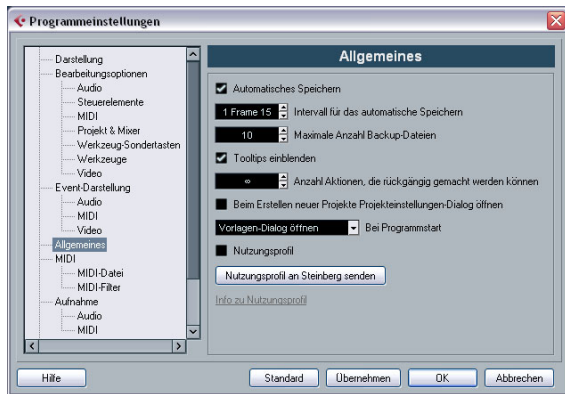 Programmeinstellungen
Darstellung
Bearbeitungsoptionen
Audio
Steuerelemente
MIDI
Projekt & Mixer
Werkzeug-Sondertasten
Werkzeuge
Video
Event-Darstellung
Audio
MIDI
Video
Allgemeines
MIDI
MIDI-Datei
MIDI-Filter
Aufnahme
Audio
MIDI
Allgemeines
Automatisches Speichern
1 Frame 15 Intervall für das automatische Speichern
10 Maximale Anzahl Backup-Dateien
Tooltips einblenden
∞ Anzahl Aktionen, die rückgängig gemacht werden können
Beim Erstellen neuer Projekte Projekteinstellungen-Dialog öffnen
Vorlagen-Dialog öffnen Bei Programmstart
Nutzungsprofil
Nutzungsprofil an Steinberg senden
Info zu Nutzungsprofil
Hilfe Standard Übernehmen OK Abbrechen